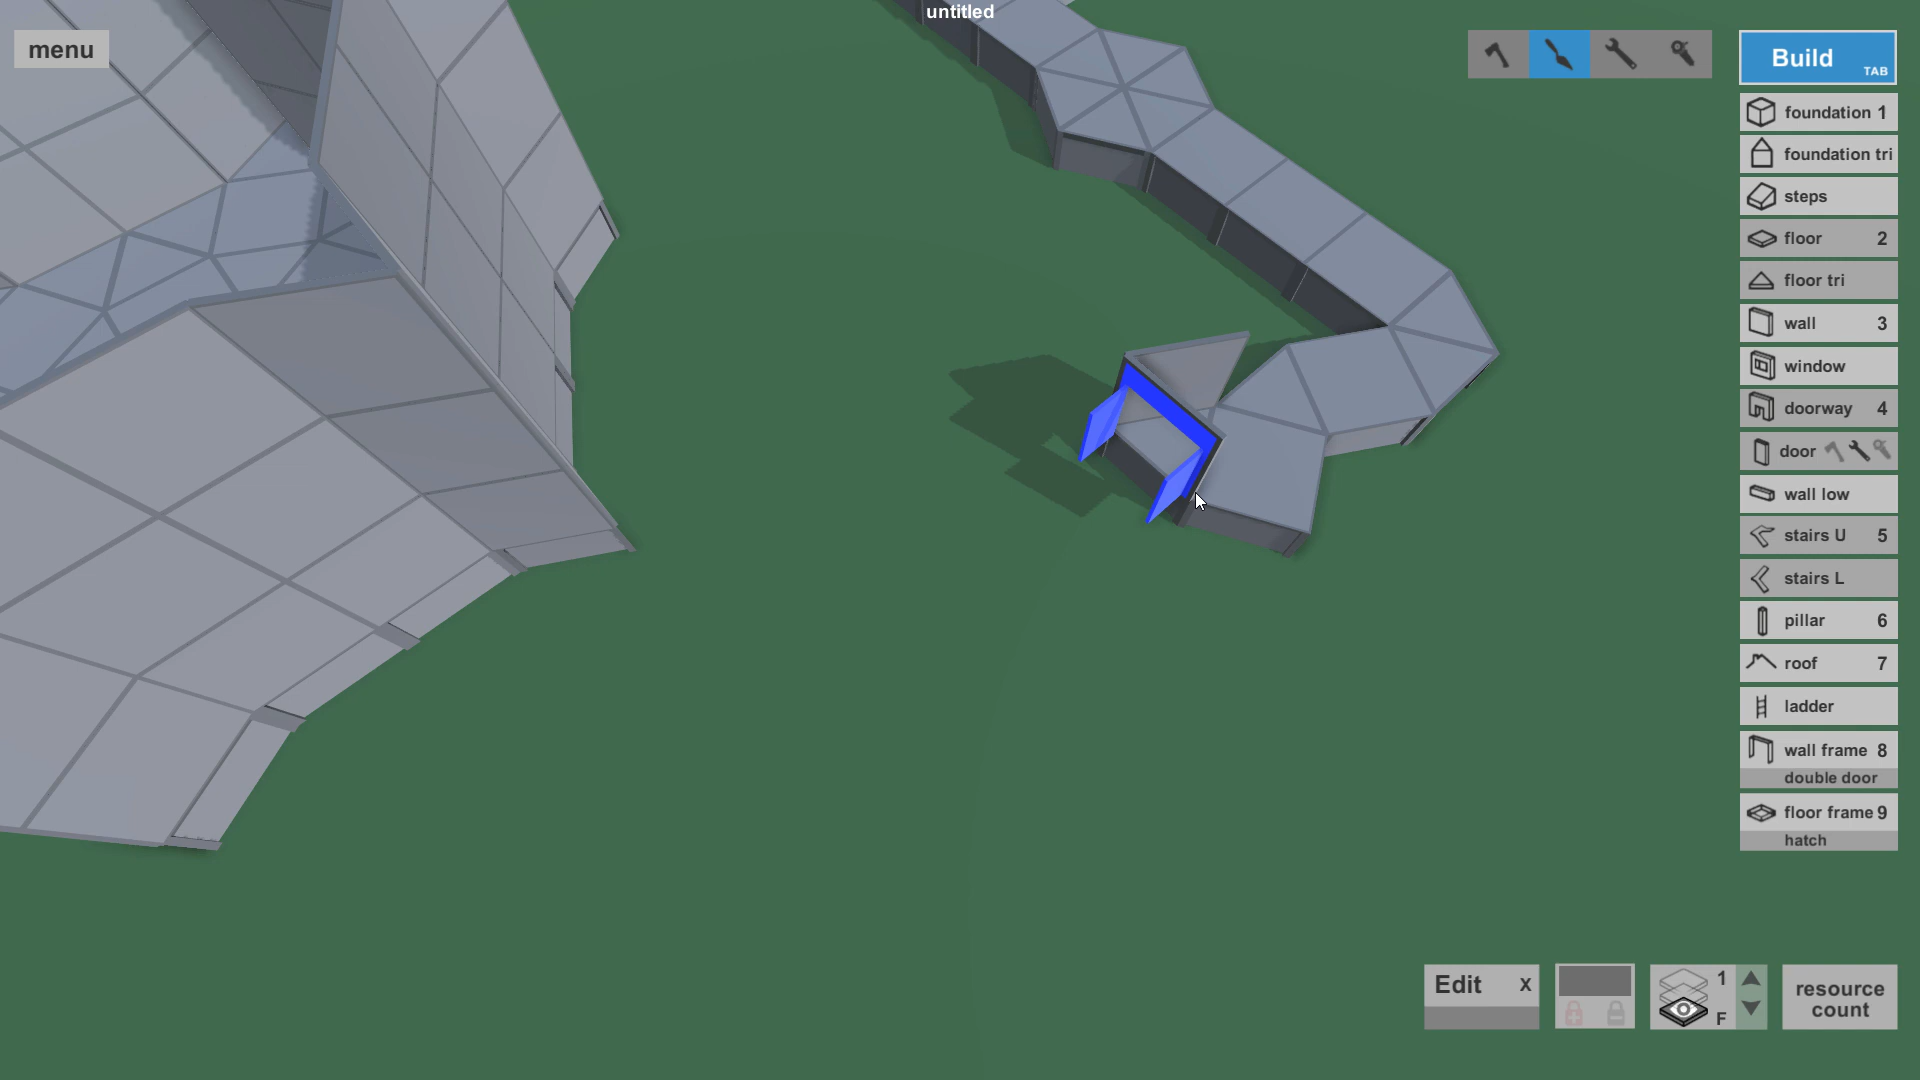 untitled
menu
Build
TAB
foundation 1
foundation tri
steps
floor 2
floor tri
wall 3
window
doorway 4
door
wall low
stairs U 5
stairs L
pillar 6
roof 7
ladder
wall frame 8
double door
floor frame 9
hatch
Edit X
1
F
resource
count